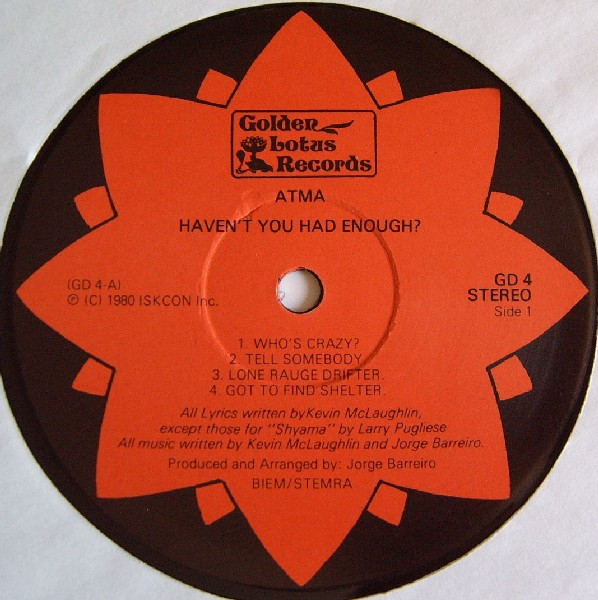 Golden
Lotus
Records
ATMA
HAVEN'T YOU HAD ENOUGH?
(GD 4-A)
℗ (C) 1980 ISKCON Inc.
GD 4
STEREO
Side 1
1. WHO'S CRAZY?
2. TELL SOMEBODY.
3. LONE RAUGE DRIFTER.
4. GOT TO FIND SHELTER.
All Lyrics written by Kevin McLaughlin,
except those for "Shyama" by Larry Pugliese
All music written by Kevin McLaughlin and Jorge Barreiro.
Produced and Arranged by: Jorge Barreiro
BIEM/STEMRA